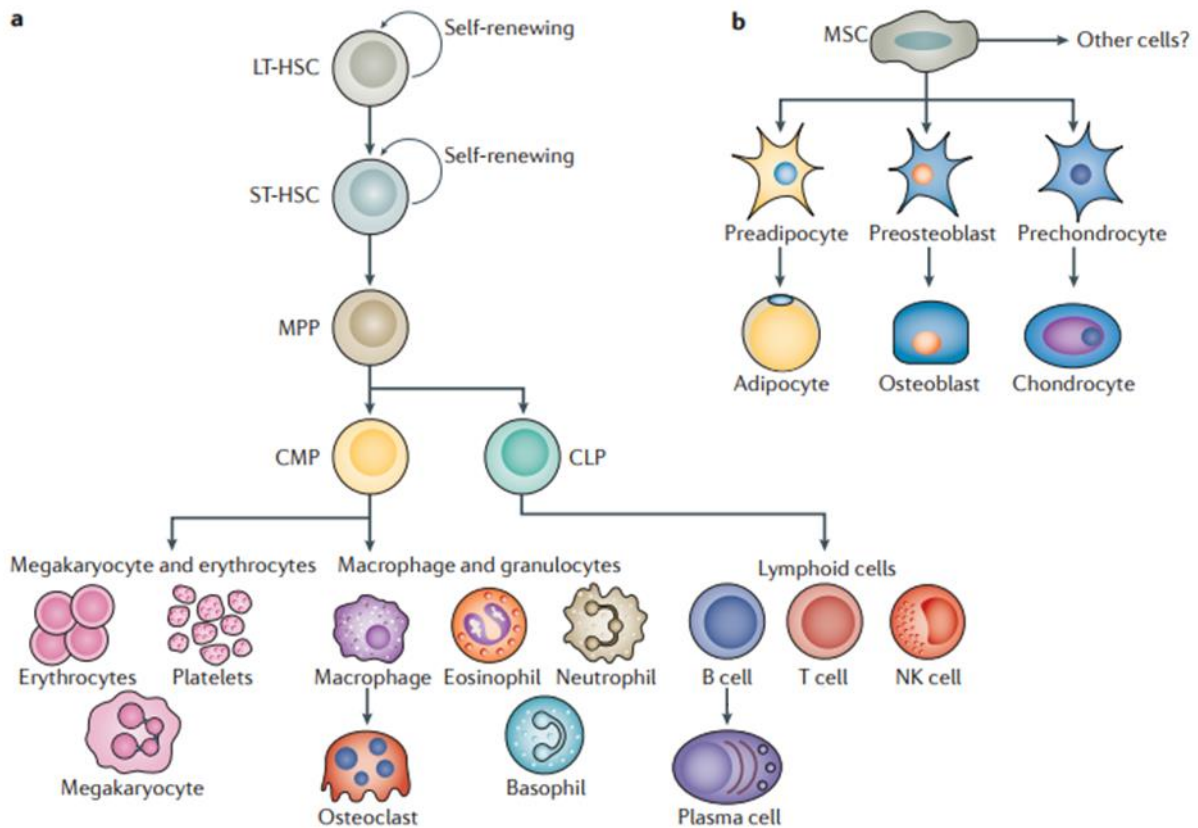 a
Self-renewing
LT-HSC
Self-renewing
ST-HSC
MPP
CMP
CLP
Megakaryocyte and erythrocytes
Macrophage and granulocytes
Lymphoid cells
Erythrocytes
Platelets
Macrophage
Eosinophil
Neutrophil
B cell
T cell
NK cell
Megakaryocyte
Osteoclast
Basophil
Plasma cell
b
MSC
Other cells?
Preadipocyte
Preosteoblast
Prechondrocyte
Adipocyte
Osteoblast
Chondrocyte